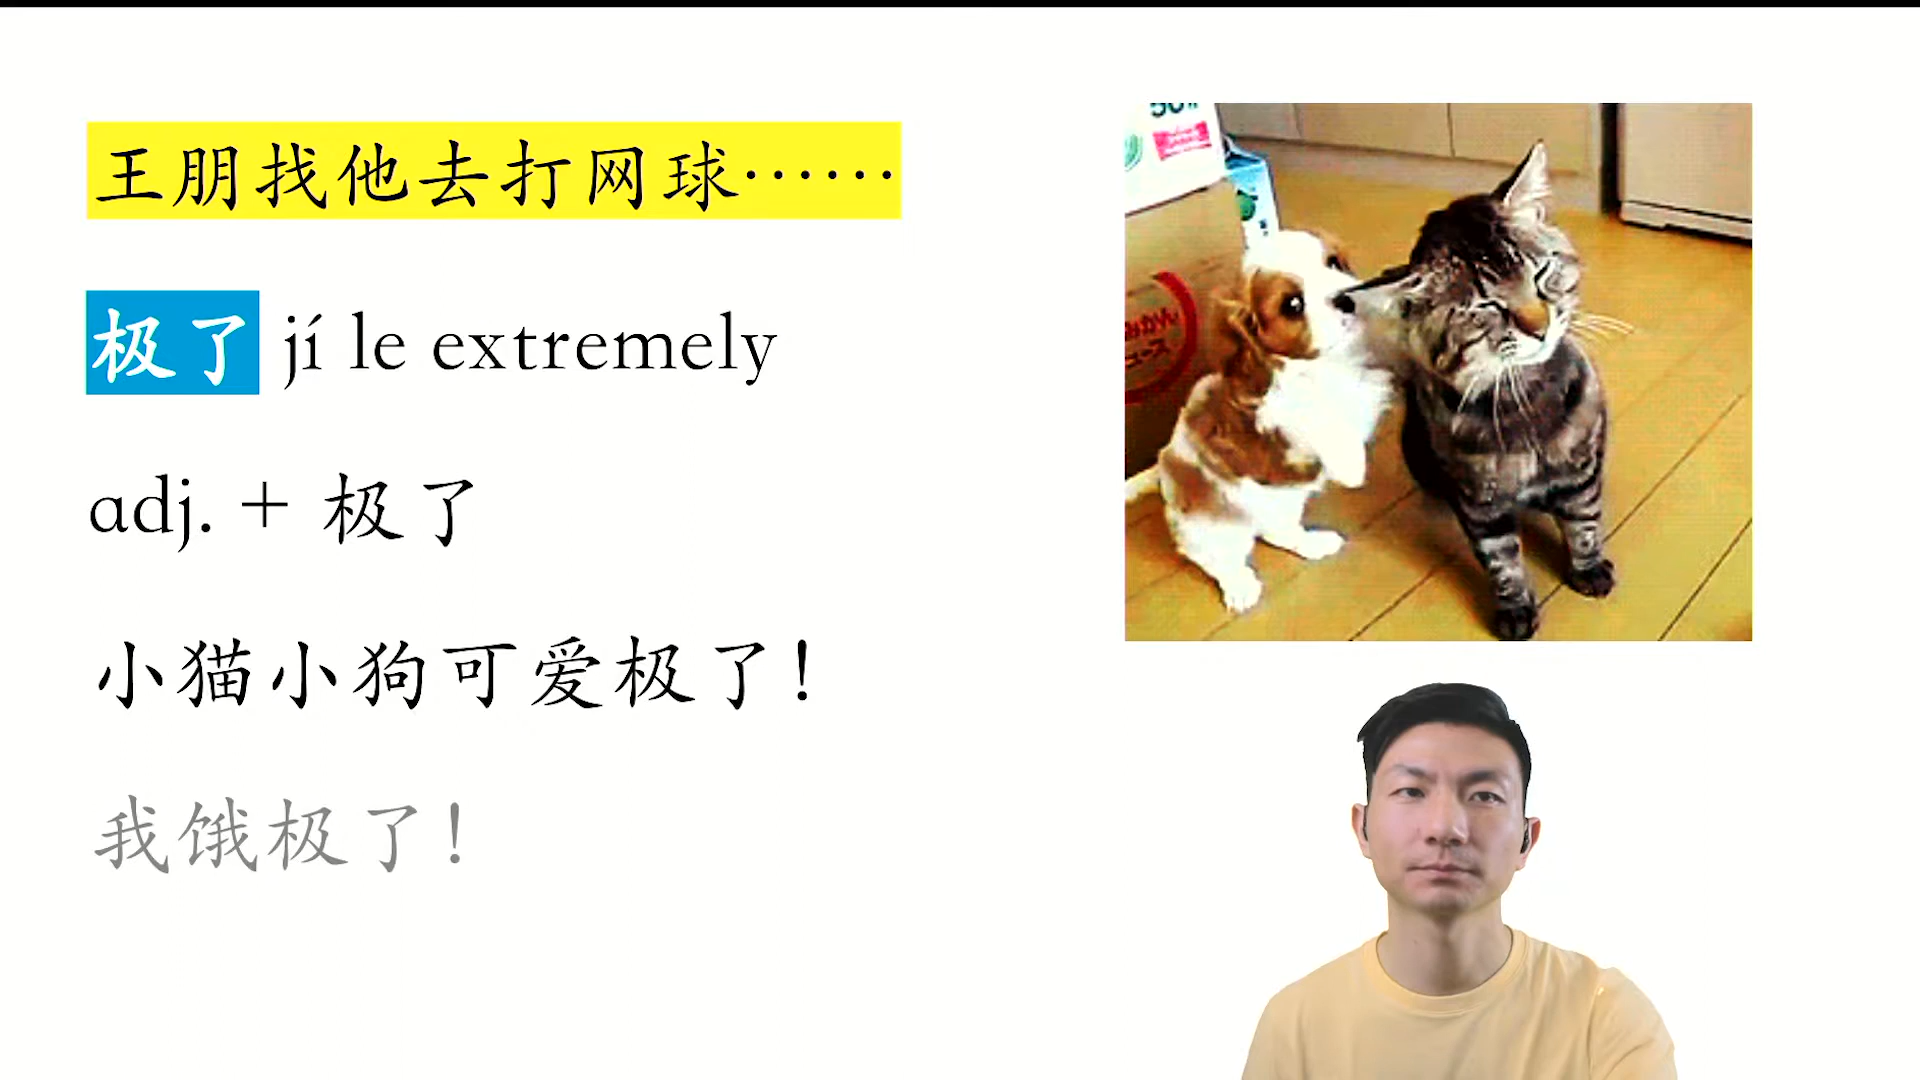 王朋找他去打网球……
极了 jí le extremely
adj. + 极了
小猫小狗可爱极了！
我饿极了！